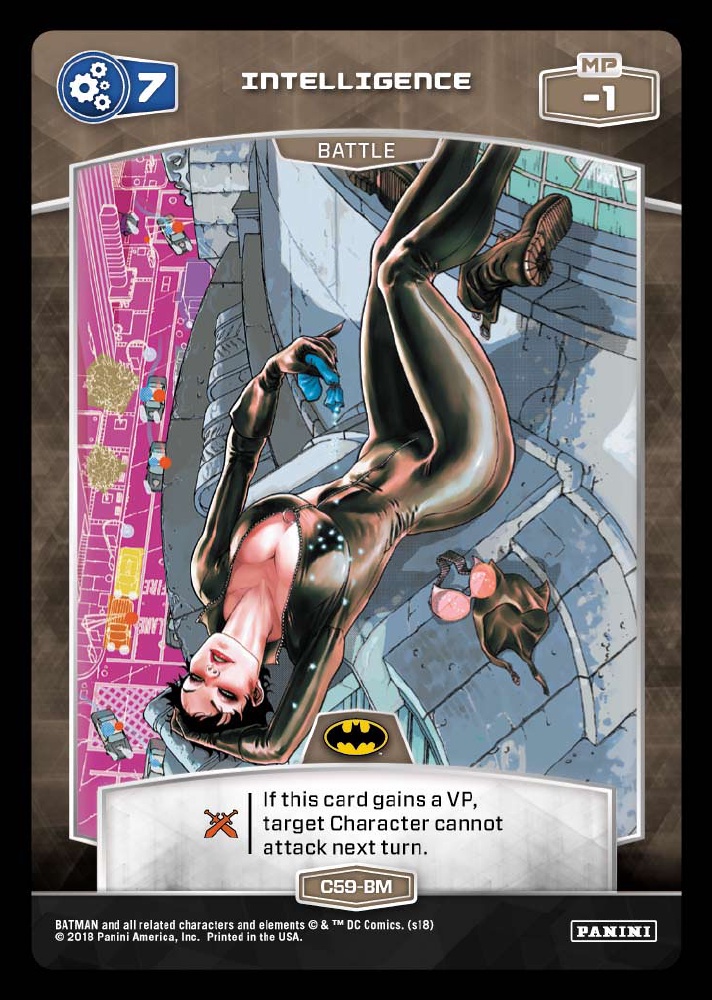 7
INTELLIGENCE
MP
-1
BATTLE
FIRE
LANE
If this card gains a VP,
target Character cannot
attack next turn.
C59-BM
BATMAN and all related characters and elements © & ™ DC Comics. (s18)
© 2018 Panini America, Inc. Printed in the USA.
PANINI